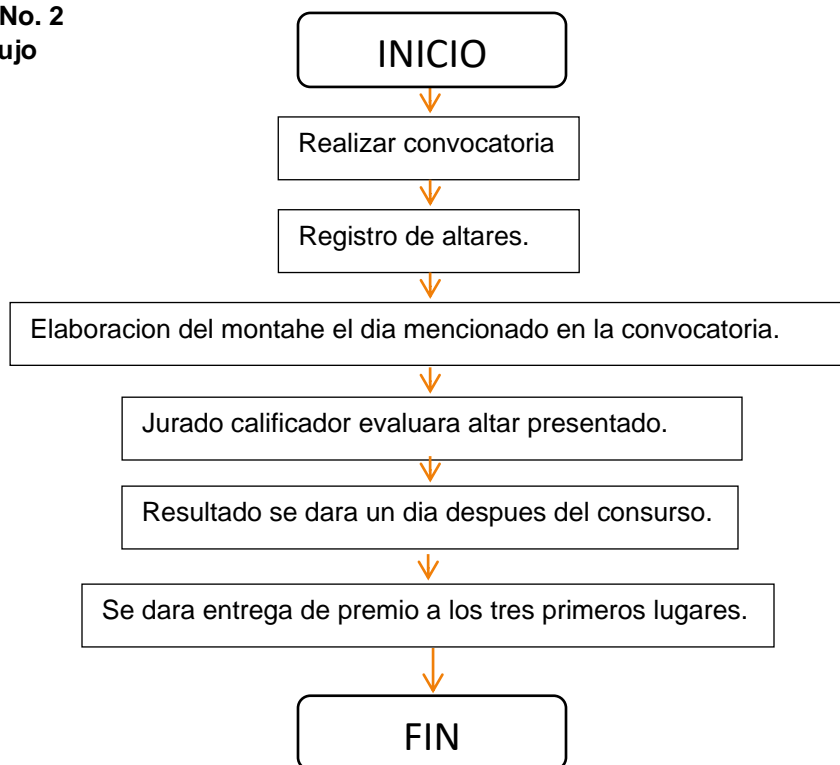 No. 2
ujo
INICIO
Realizar convocatoria
Registro de altares.
Elaboracion del montahe el dia mencionado en la convocatoria.
Jurado calificador evaluara altar presentado.
Resultado se dara un dia despues del consurso.
Se dara entrega de premio a los tres primeros lugares.
FIN